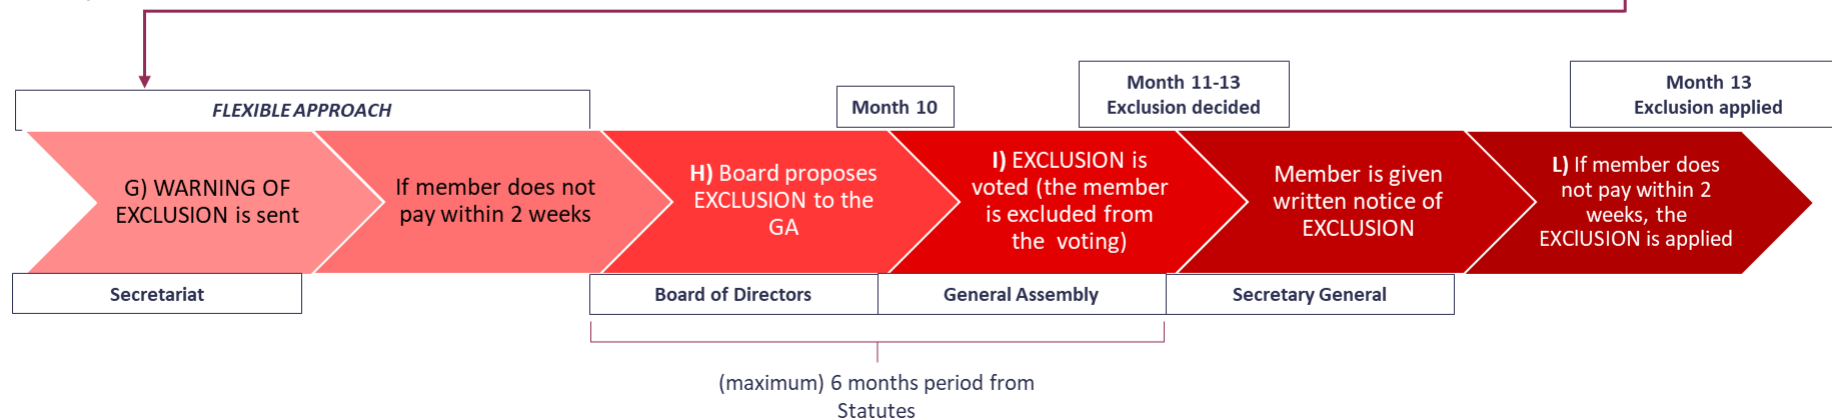 FLEXIBLE APPROACH
Month 10
Month 11-13
Exclusion decided
Month 13
Exclusion applied
G) WARNING OF
EXCLUSION is sent
If member does not
pay within 2 weeks
H) Board proposes
EXCLUSION to the
GA
I) EXCLUSION is
voted (the member
is excluded from
the voting)
Member is given
written notice of
EXCLUSION
L) If member does
not pay within 2
weeks, the
EXClUSION is applied
Secretariat
Board of Directors
General Assembly
Secretary General
(maximum) 6 months period from
Statutes